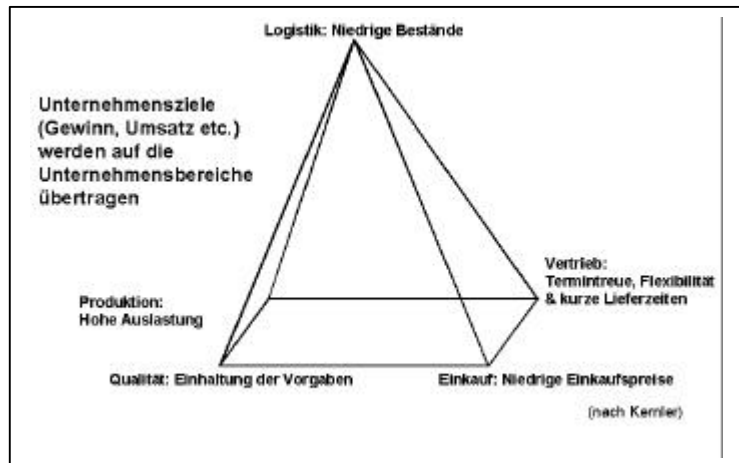 Logistik: Niedrige Bestände
Unternehmensziele
(Gewinn, Umsatz etc.)
werden auf die
Unternehmensbereiche
übertragen
Vertrieb:
Termintreue, Flexibilität
& kurze Lieferzeiten
Produktion:
Hohe Auslastung
Qualität: Einhaltung der Vorgaben
Einkauf: Niedrige Einkaufspreise
(nach Kernler)